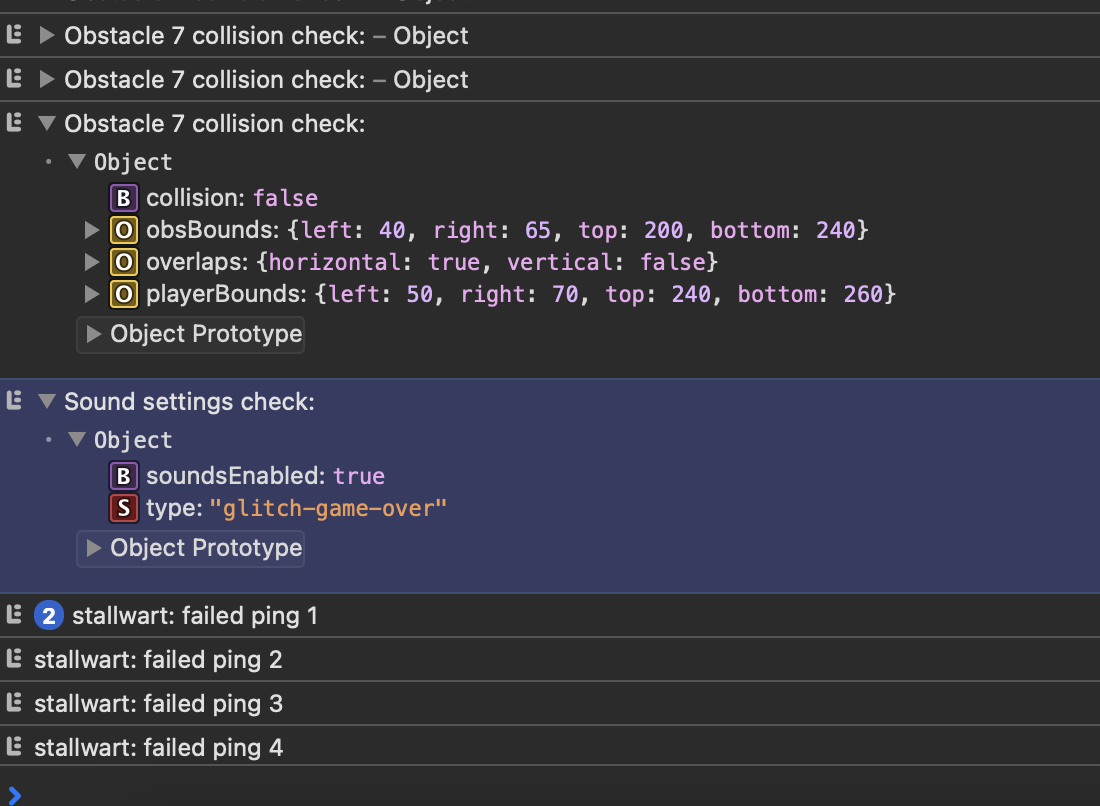 Obstacle 7 collision check: – Object
Obstacle 7 collision check: – Object
Obstacle 7 collision check:
Object
B collision: false
O obsBounds: {left: 40, right: 65, top: 200, bottom: 240}
O overlaps: {horizontal: true, vertical: false}
O playerBounds: {left: 50, right: 70, top: 240, bottom: 260}
Object Prototype
Sound settings check:
Object
B soundsEnabled: true
S type: "glitch-game-over"
Object Prototype
2 stallwart: failed ping 1
stallwart: failed ping 2
stallwart: failed ping 3
stallwart: failed ping 4